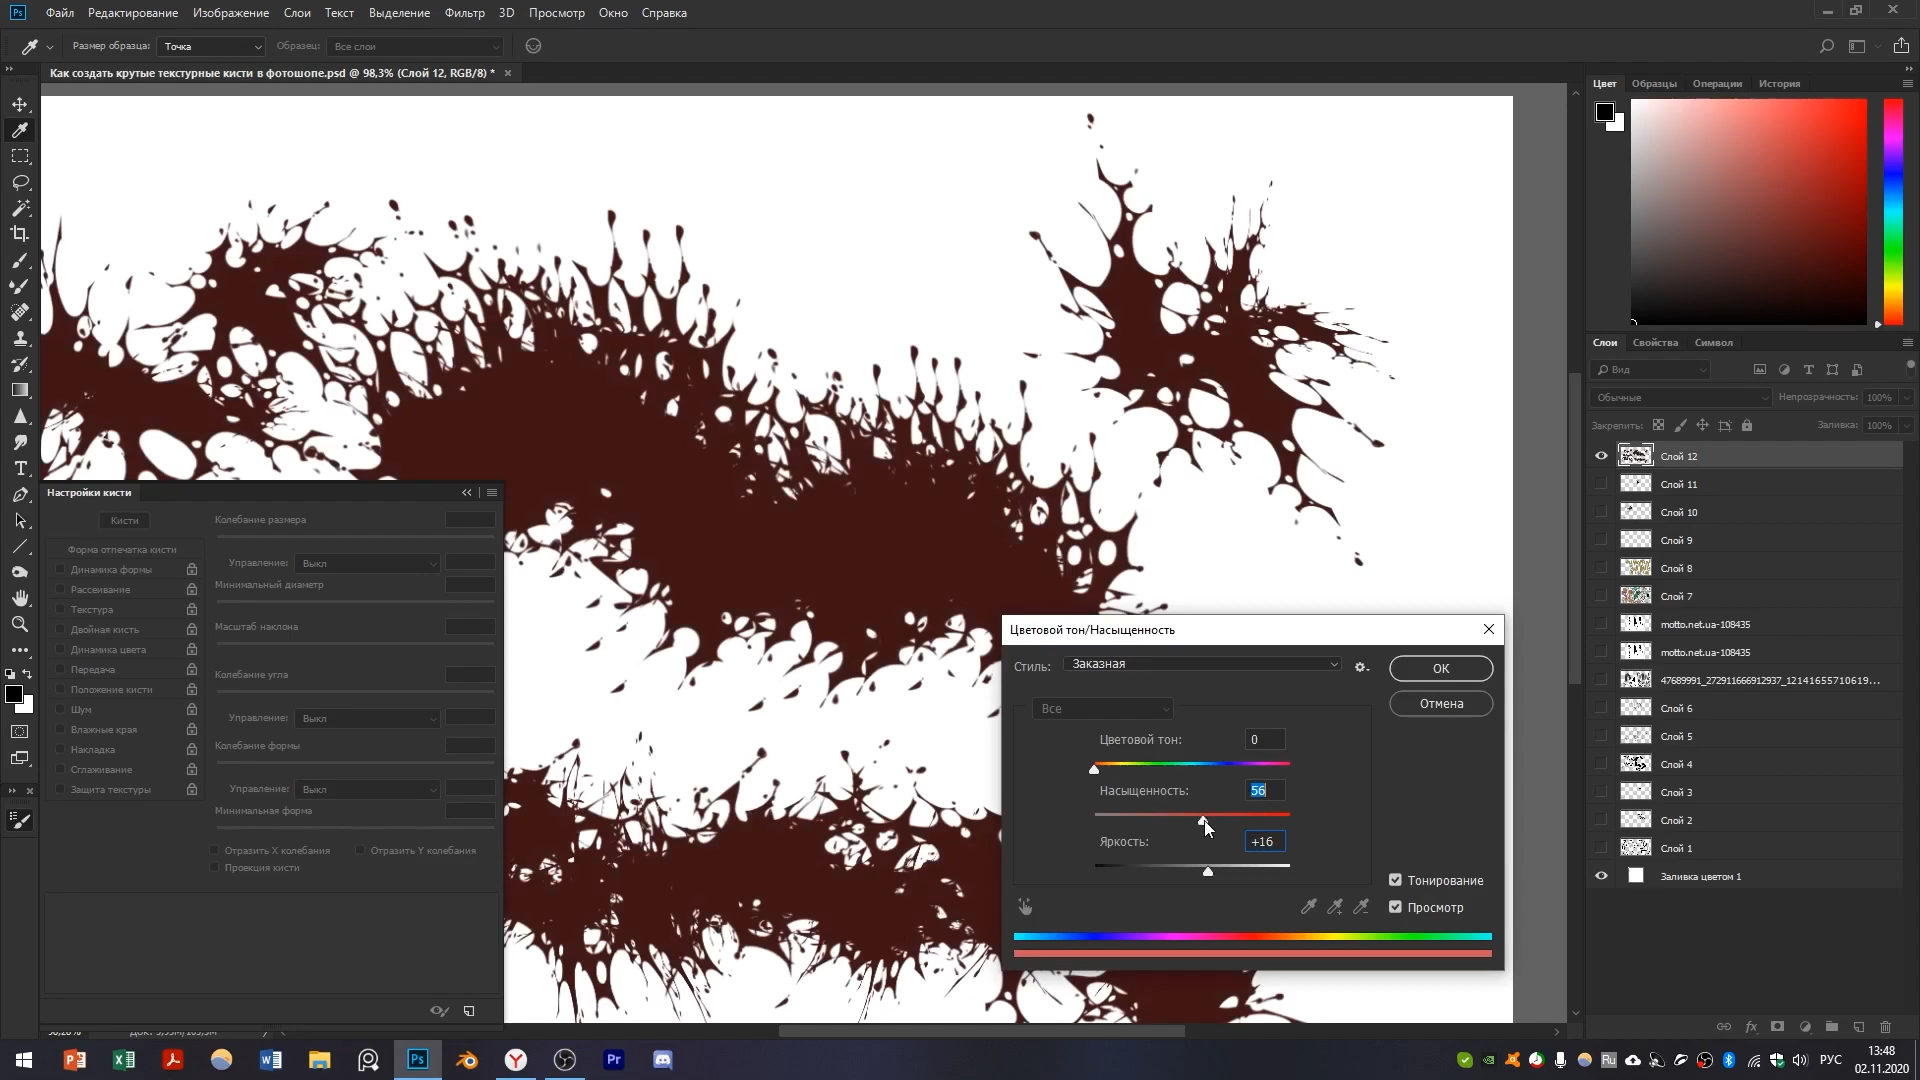 Ps
Файл Редактирование Изображение Слои Текст Выделение Фильтр 3D Просмотр Окно Справка
Размер образца: Точка Образец: Все слои
Как создать крутые текстурные кисти в фотошопе.psd @ 98,3% (Слой 12, RGB/8) *
Цвет Образцы Операции История
Слои Свойства Символ
Вид
Обычные Непрозрачность: 100%
Закрепить: Заливка: 100%
Слой 12
Слой 11
Слой 10
Слой 9
Слой 8
Слой 7
motto.net.ua-108435
motto.net.ua-108435
47689991_272911666912937_12141655710619...
Слой 6
Слой 5
Слой 4
Слой 3
Слой 2
Слой 1
Заливка цветом 1
Настройки кисти
Кисти
Форма отпечатка кисти
Динамика формы
Рассеивание
Текстура
Двойная кисть
Динамика цвета
Передача
Положение кисти
Шум
Влажные края
Накладка
Сглаживание
Защита текстуры
Колебание размера
Управление: Выкл
Минимальный диаметр
Масштаб наклона
Колебание угла
Управление: Выкл
Колебание формы
Управление: Выкл
Минимальная форма
Отразить X колебания Отразить Y колебания
Проекция кисти
Цветовой тон/Насыщенность
Стиль: Заказная
OK
Отмена
Все
Цветовой тон: 0
Насыщенность: 56
Яркость: +16
Тонирование
Просмотр
Ps
Pr
Ru
РУС
13:48
02.11.2020